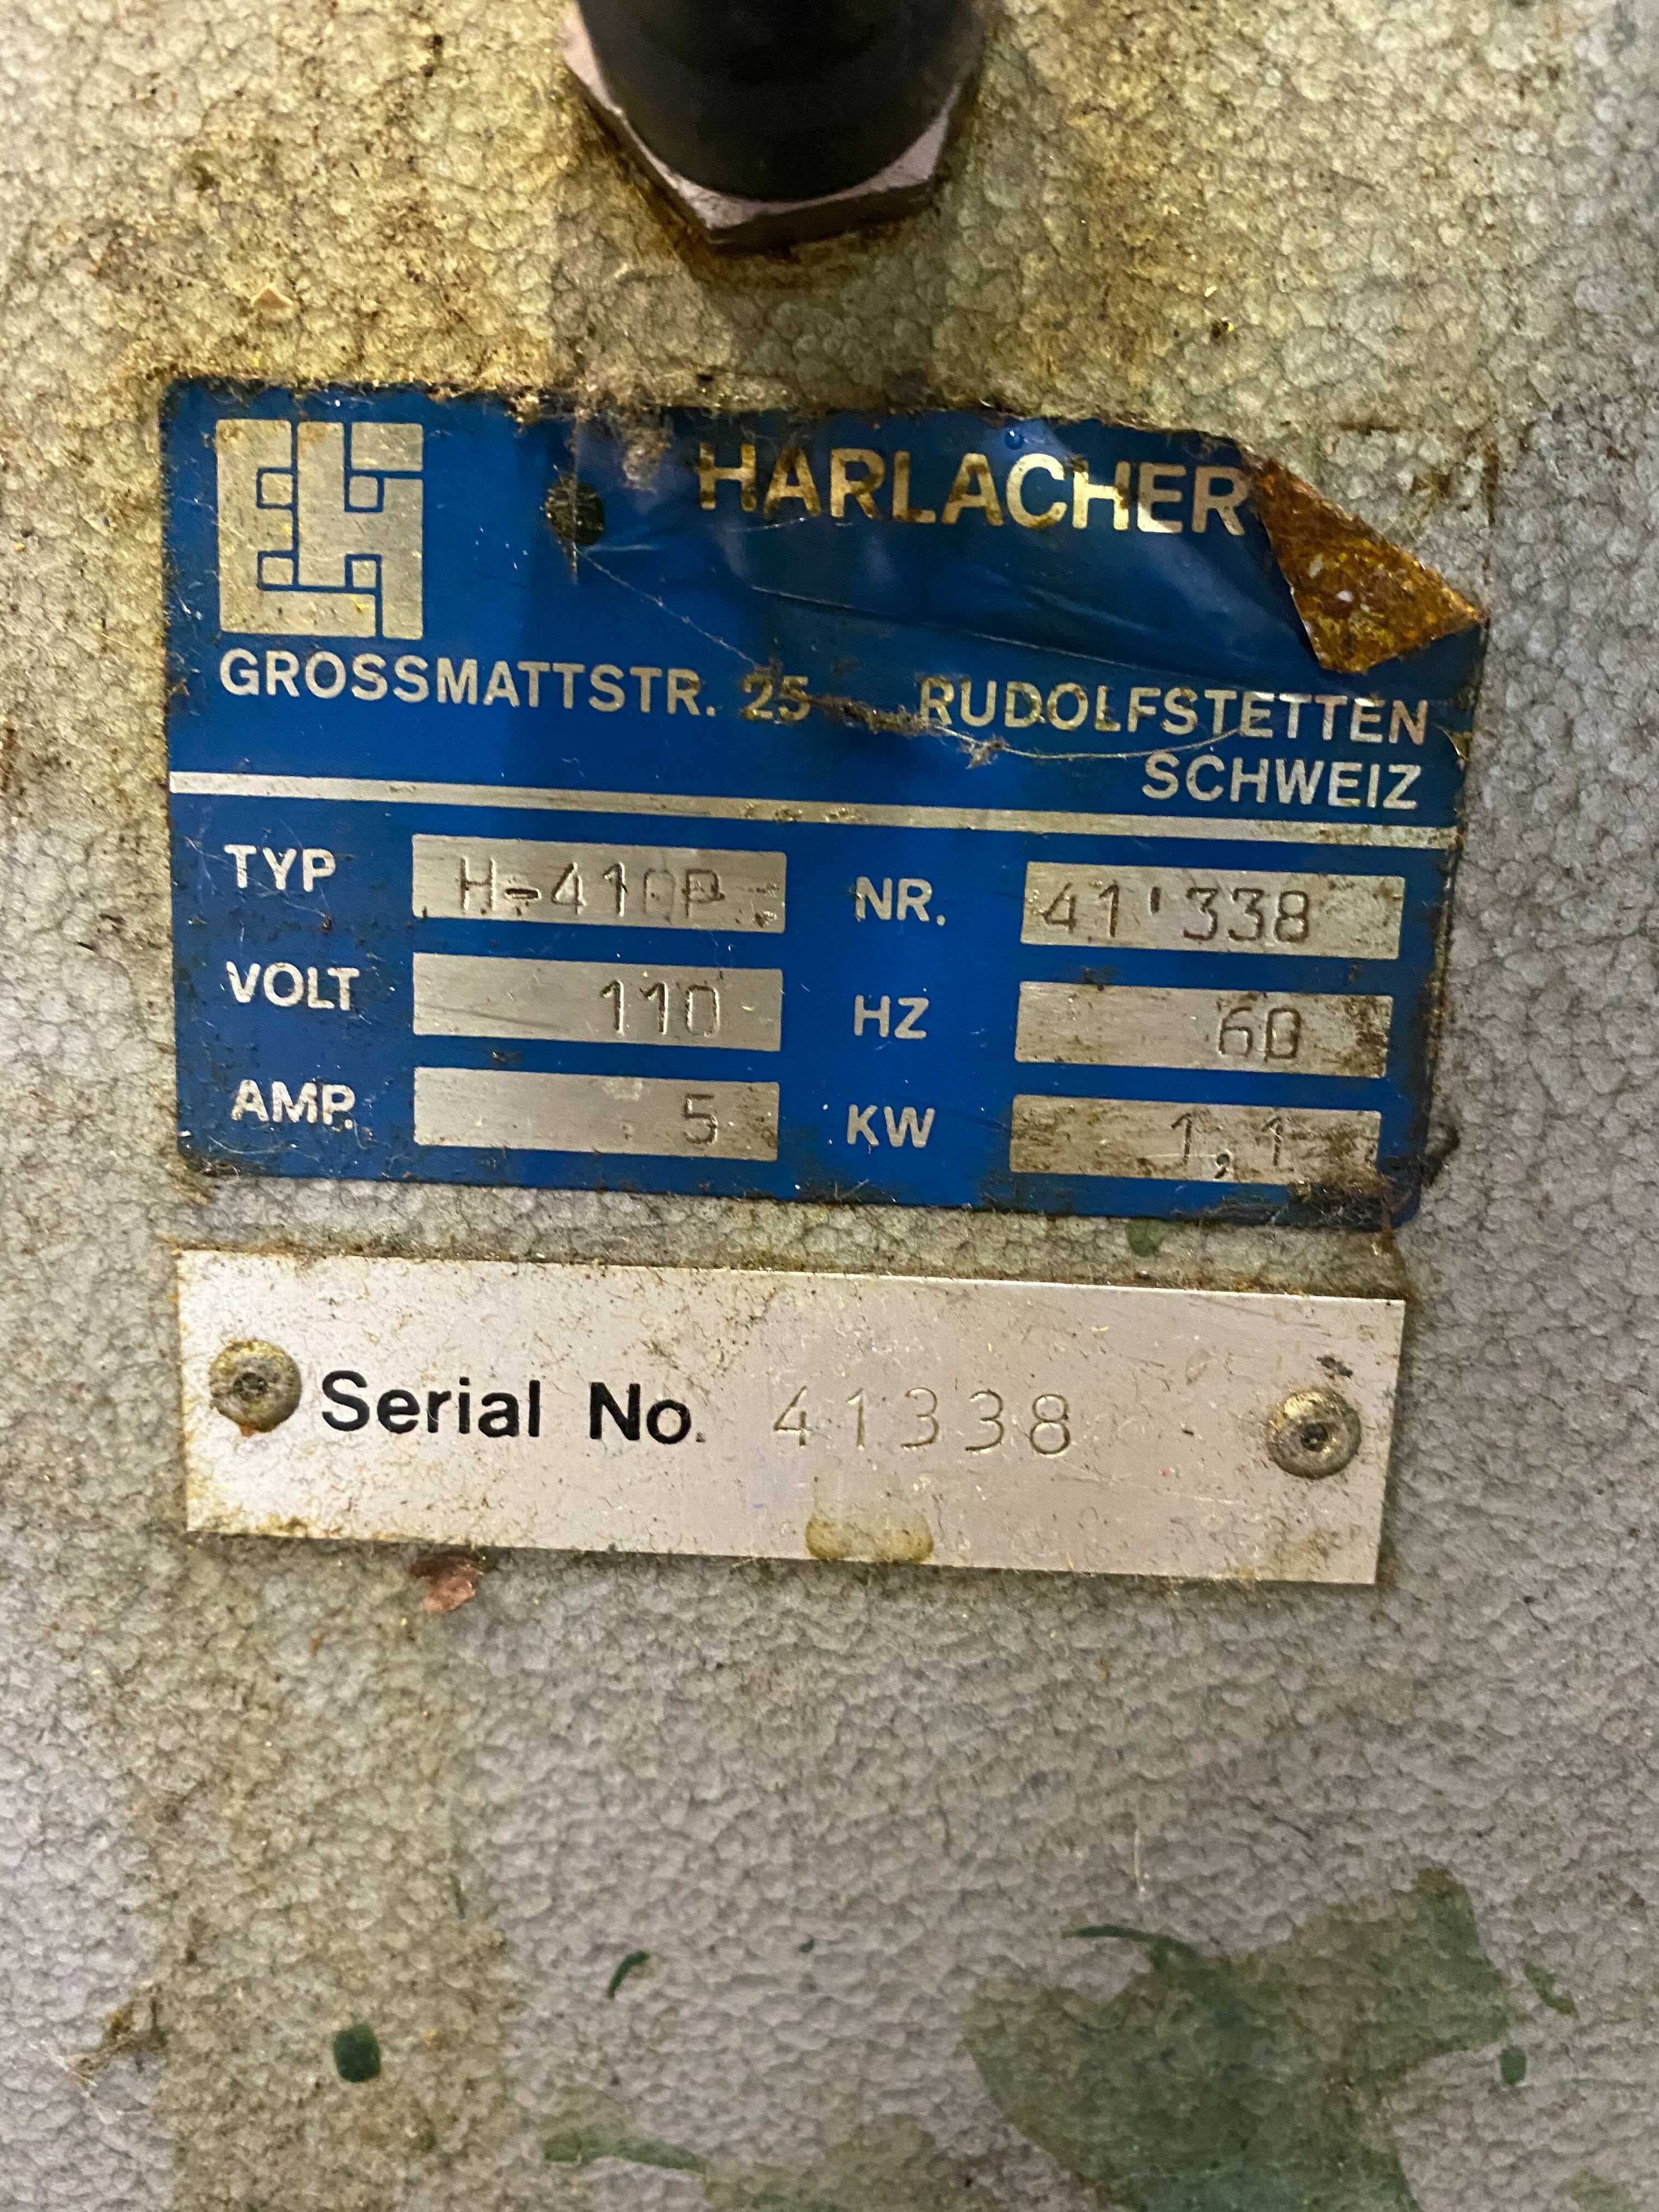 EH HARLACHER
GROSSMATTSTR. 25 RUDOLFSTETTEN
SCHWEIZ
TYP H-410P NR. 41'338
VOLT 110 HZ 60
AMP. 5 KW 1,1
Serial No. 41338